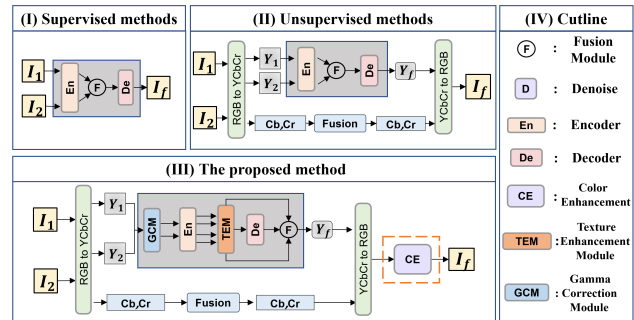 (I) Supervised methods
I1
I2
En
F
De
If
(II) Unsupervised methods
I1
I2
RGB to YCbCr
Y1
Y2
En
F
De
Yf
Cb,Cr
Fusion
Cb,Cr
YCbCr to RGB
If
(III) The proposed method
I1
I2
RGB to YCbCr
Y1
Y2
GCM
En
TEM
De
F
Yf
Cb,Cr
Fusion
Cb,Cr
YCbCr to RGB
CE
If
(IV) Cutline
F : Fusion
Module
D : Denoise
En : Encoder
De : Decoder
CE : Color
Enhancement
TEM : Texture
Enhancement
Module
GCM : Gamma
Correction
Module